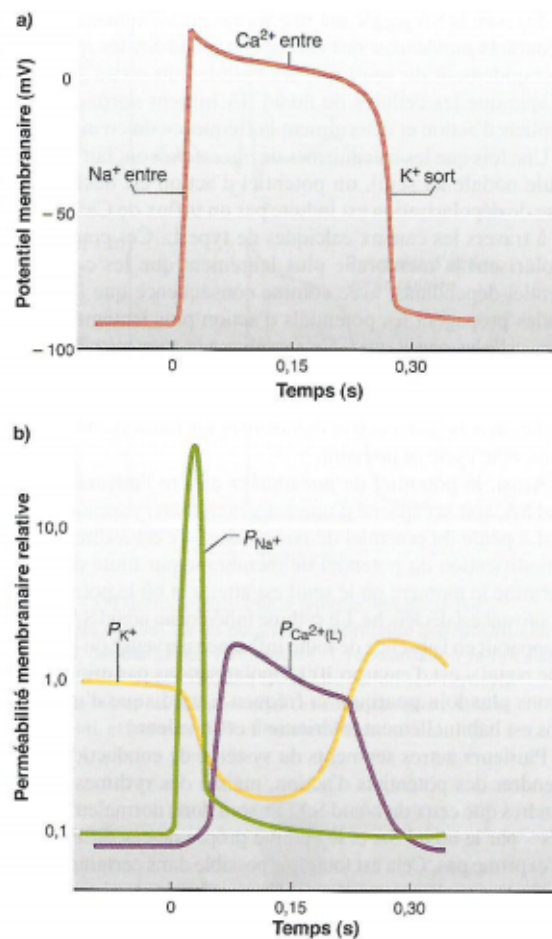 a)
Potentiel membranaire (mV)
0
– 50
– 100
Ca²⁺ entre
Na⁺ entre
K⁺ sort
0
0,15
0,30
Temps (s)
b)
Perméabilité membranaire relative
10,0
1,0
0,1
P_Na⁺
P_K⁺
P_Ca²⁺(L)
0
0,15
0,30
Temps (s)